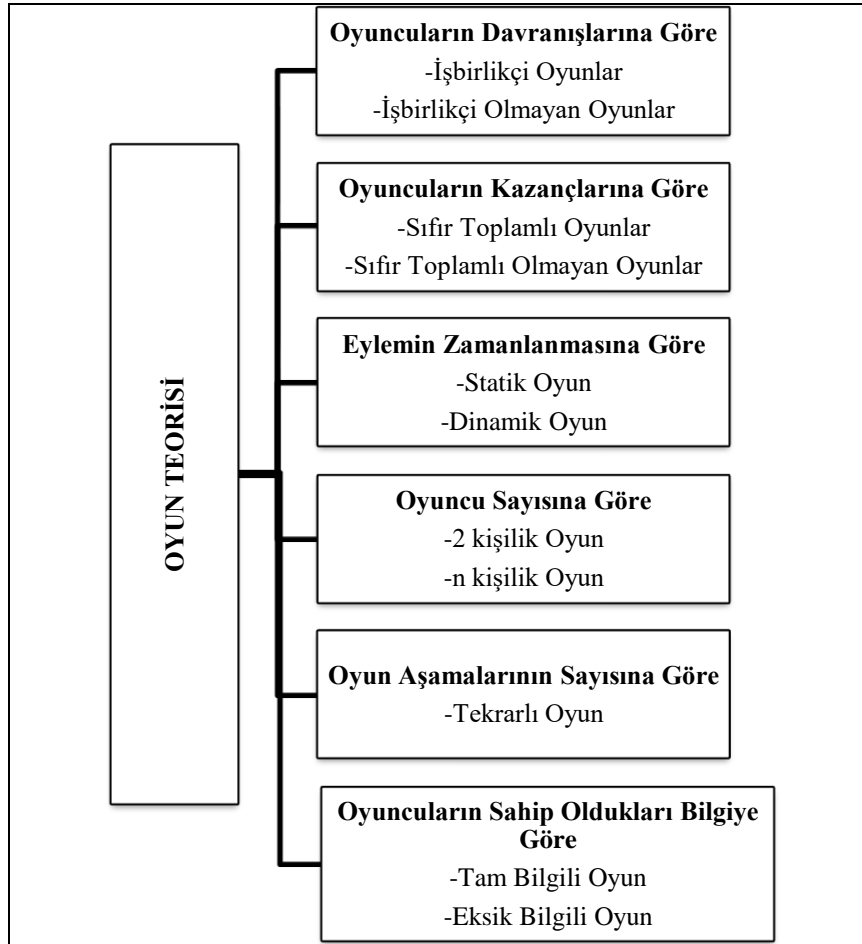 OYUN TEORİSİ
Oyuncuların Davranışlarına Göre
-İşbirlikçi Oyunlar
-İşbirlikçi Olmayan Oyunlar
Oyuncuların Kazançlarına Göre
-Sıfır Toplamlı Oyunlar
-Sıfır Toplamlı Olmayan Oyunlar
Eylemin Zamanlanmasına Göre
-Statik Oyun
-Dinamik Oyun
Oyuncu Sayısına Göre
-2 kişilik Oyun
-n kişilik Oyun
Oyun Aşamalarının Sayısına Göre
-Tekrarlı Oyun
Oyuncuların Sahip Oldukları Bilgiye
Göre
-Tam Bilgili Oyun
-Eksik Bilgili Oyun